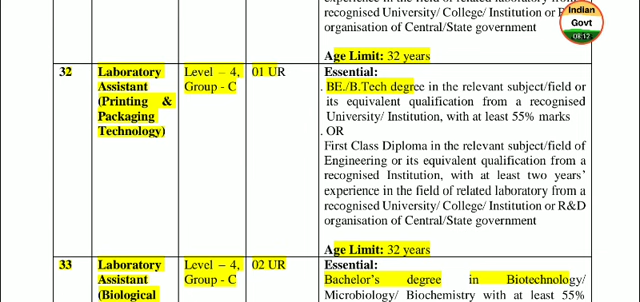 experience in the field of related laboratory from a
recognised University/ College/ Institution or
organisation of Central/State government
Indian
Govt
08:12
Age Limit: 32 years
32
Laboratory
Assistant
(Printing &
Packaging
Technology)
Level – 4,
Group - C
01 UR
Essential:
. BE./B.Tech degree in the relevant subject/field or
its equivalent qualification from a recognised
University/ Institution, with at least 55% marks
. OR
First Class Diploma in the relevant subject/field of
Engineering or its equivalent qualification from a
recognised Institution, with at least two years’
experience in the field of related laboratory from a
recognised University/ College/ Institution or R&D
organisation of Central/State government
Age Limit: 32 years
33
Laboratory
Assistant
(Biological
Level – 4,
Group - C
02 UR
Essential:
Bachelor’s degree in Biotechnology/
Microbiology/ Biochemistry with at least 55%